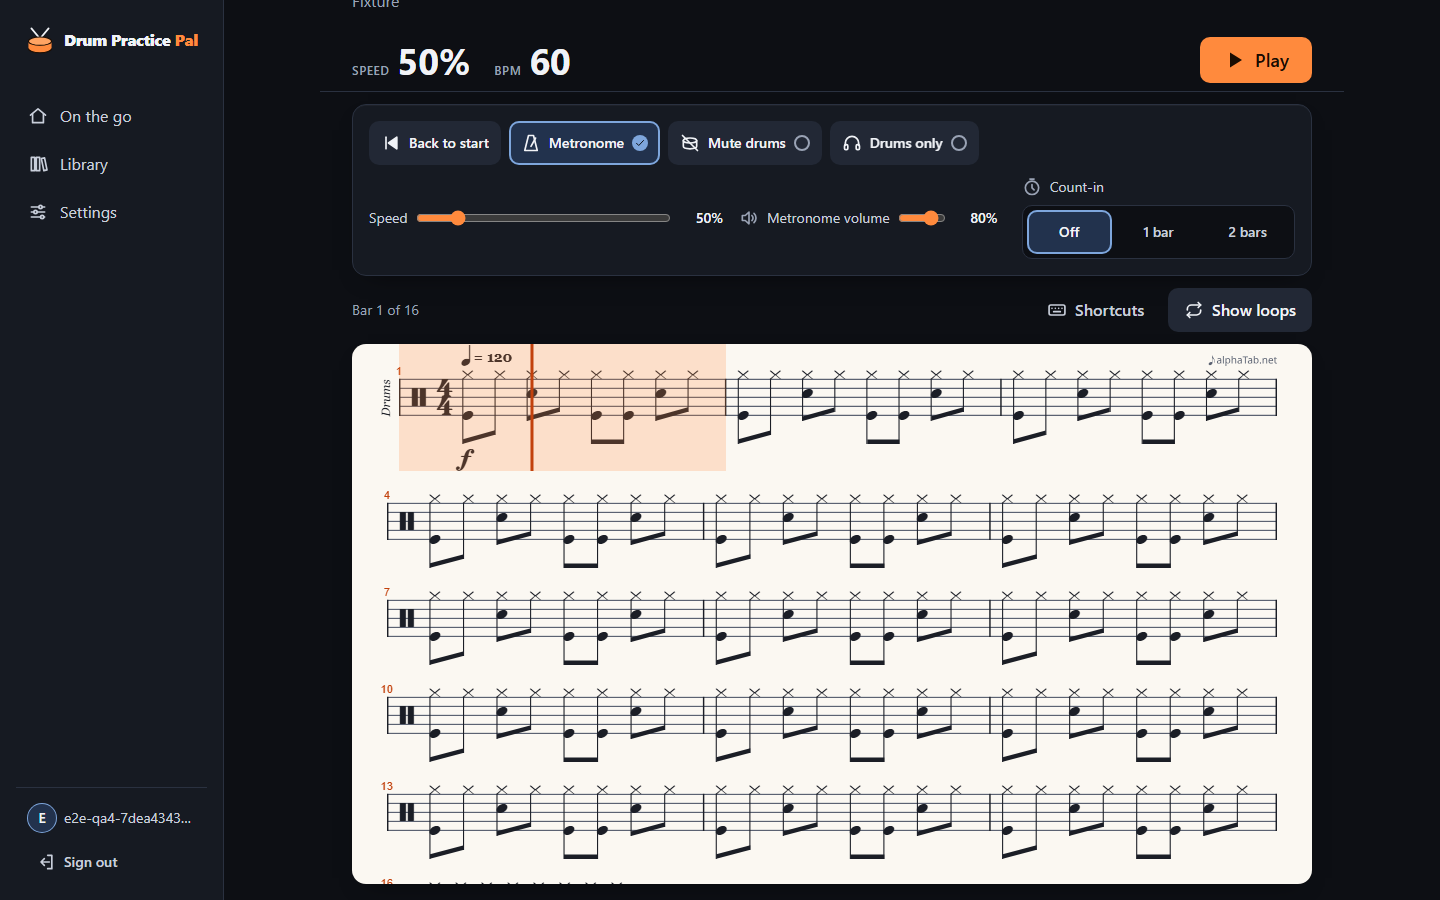 Drum Practice Pal
On the go
Library
Settings
e2e-qa4-7dea4343...
E
Sign out
Fixture
SPEED 50% BPM 60
Play
Back to start
Metronome
Mute drums
Drums only
Speed 50%
Metronome volume 80%
Count-in
Off
1 bar
2 bars
Bar 1 of 16
Shortcuts
Show loops
= 120
alphaTab.net
Drums
1
4
4
f
4
7
10
13
16